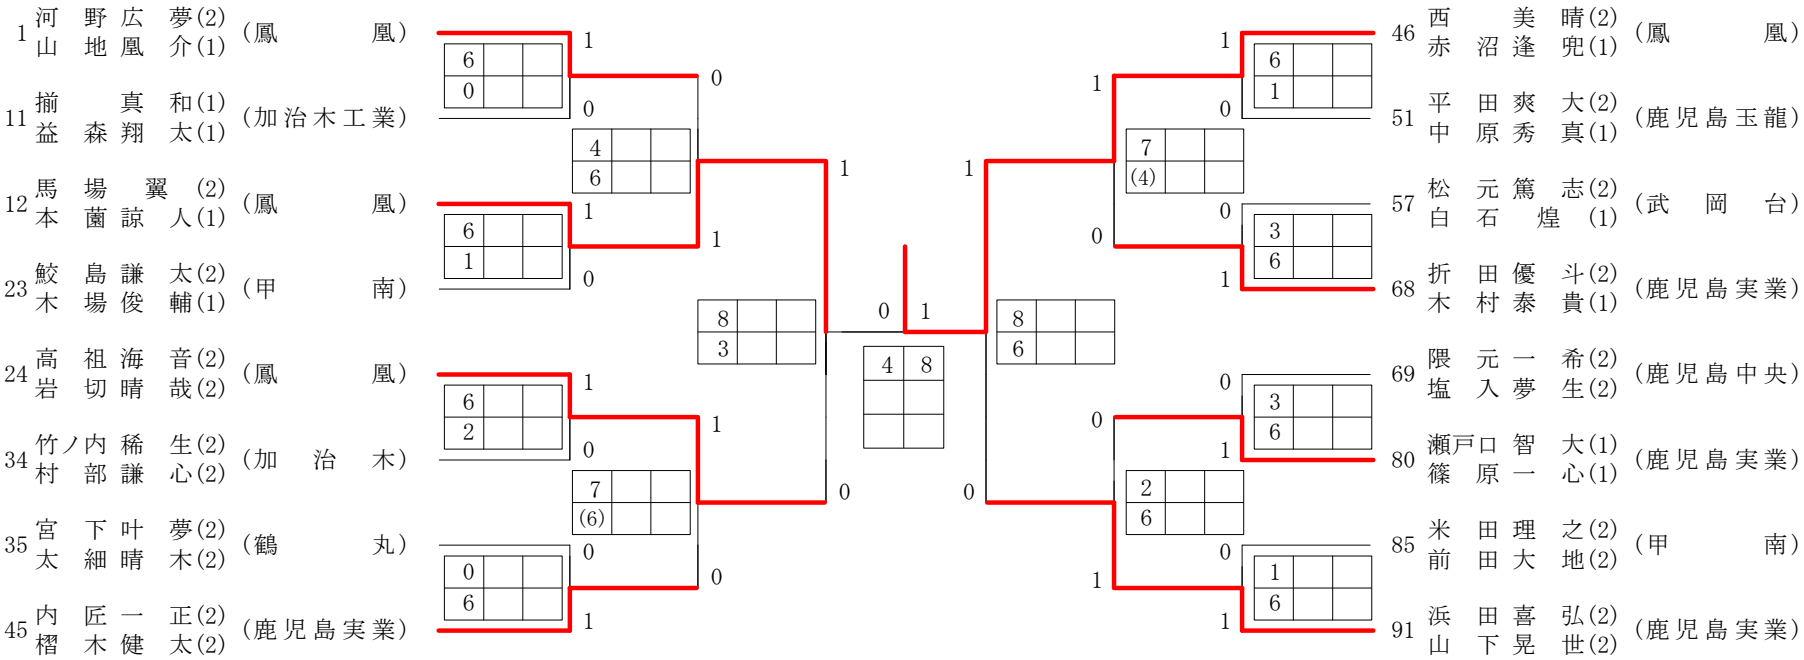 1 河野広夢(2) 山地凰介(1) (鳳凰)
11 揃真和(1) 益森翔太(1) (加治木工業)
12 馬場翼(2) 本薗諒人(1) (鳳凰)
23 鮫島謙太(2) 木場俊輔(1) (甲南)
24 高祖海音(2) 岩切晴哉(2) (鳳凰)
34 竹ノ内稀生(2) 村部謙心(2) (加治木)
35 宮下叶夢(2) 太細晴木(2) (鶴丸)
45 内匠一正(2) 槢木健太(2) (鹿児島実業)
6 0
1 0
6 1
1 0
6 2
1 0
0 6
0 1
4 6
0 1
7 (6)
1 0
8 3
1 0
0 1
4 8
8 6
1 0
7 (4)
1 0
2 6
0 1
6 1
1 0
3 6
0 1
3 6
0 1
1 6
0 1
46 西美晴(2) 赤沼逢兜(1) (鳳凰)
51 平田爽大(2) 中原秀真(1) (鹿児島玉龍)
57 松元篤志(2) 白石煌(1) (武岡台)
68 折田優斗(2) 木村泰貴(1) (鹿児島実業)
69 隈元一希(2) 塩入夢生(2) (鹿児島中央)
80 瀬戸口智大(1) 篠原一心(1) (鹿児島実業)
85 米田理之(2) 前田大地(2) (甲南)
91 浜田喜弘(2) 山下晃世(2) (鹿児島実業)